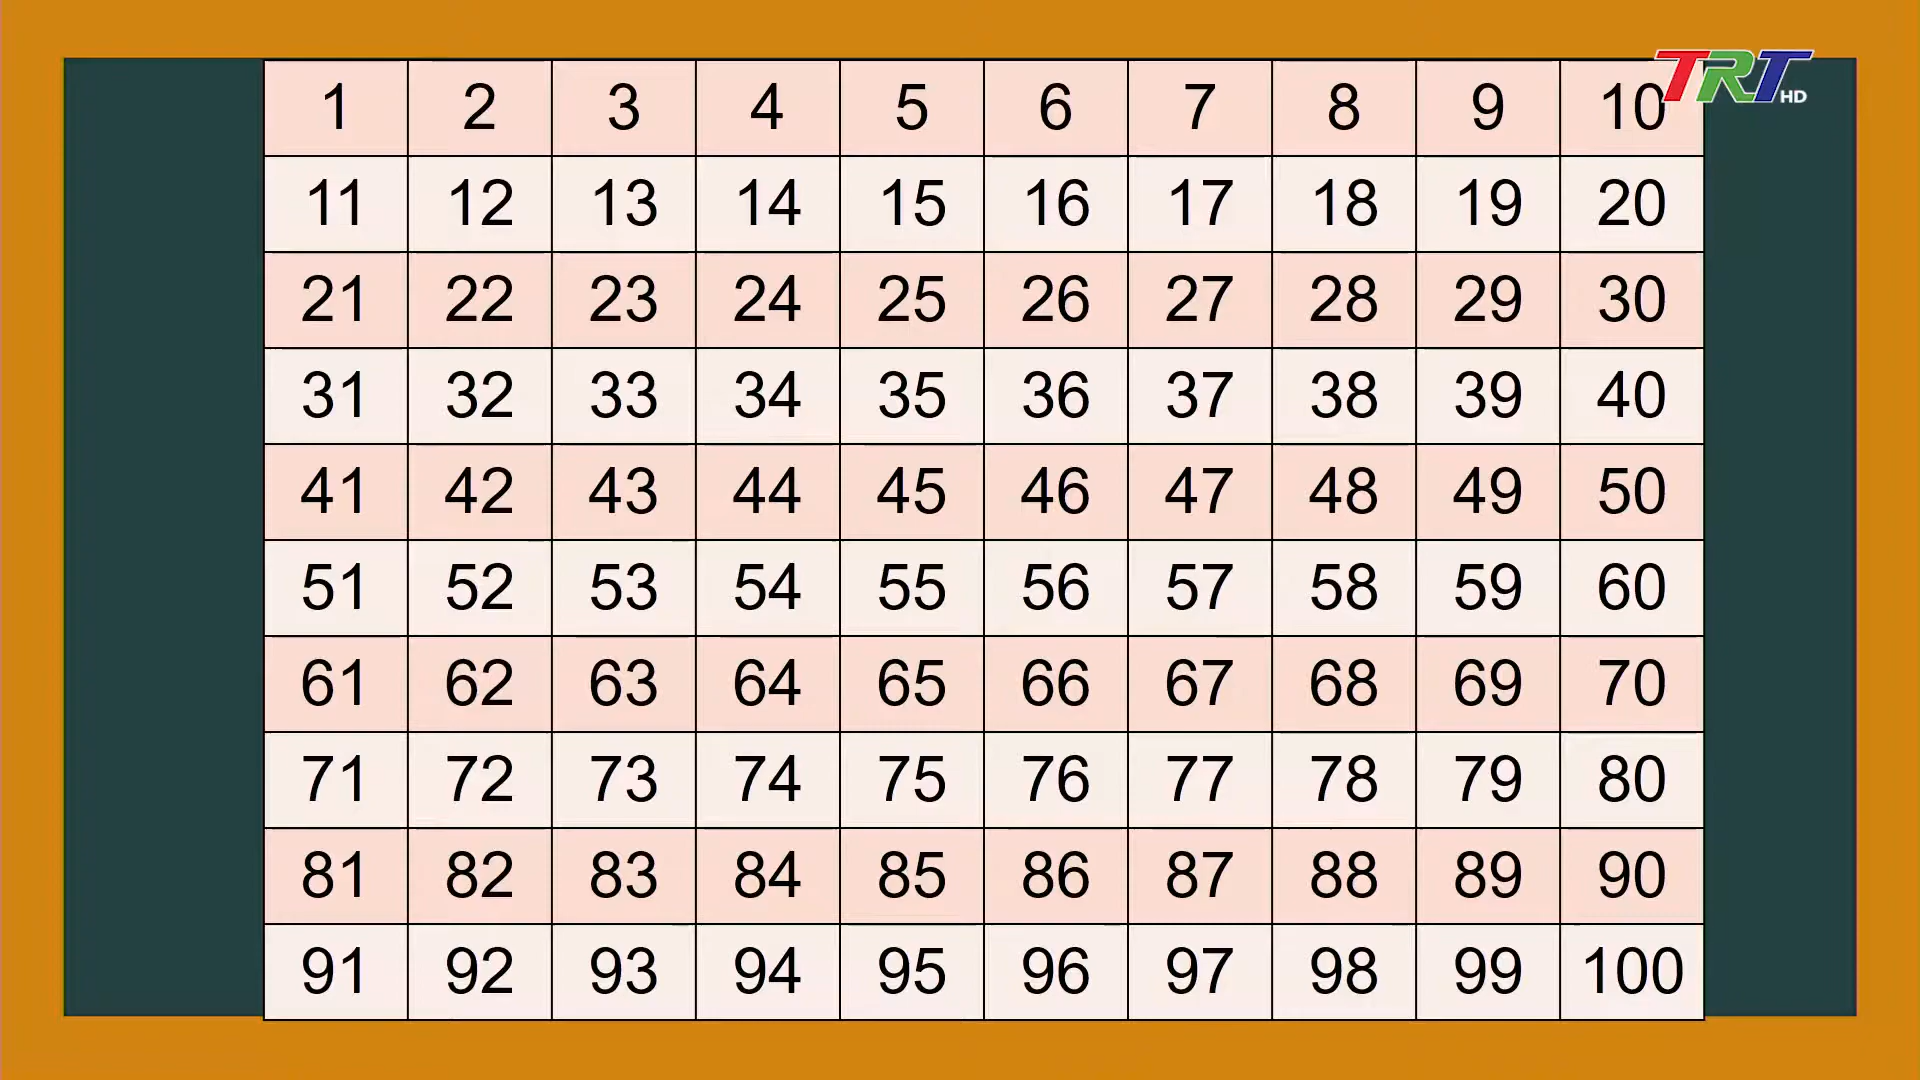 1 2 3 4 5 6 7 8 9 10
TRT HD
11 12 13 14 15 16 17 18 19 20
21 22 23 24 25 26 27 28 29 30
31 32 33 34 35 36 37 38 39 40
41 42 43 44 45 46 47 48 49 50
51 52 53 54 55 56 57 58 59 60
61 62 63 64 65 66 67 68 69 70
71 72 73 74 75 76 77 78 79 80
81 82 83 84 85 86 87 88 89 90
91 92 93 94 95 96 97 98 99 100